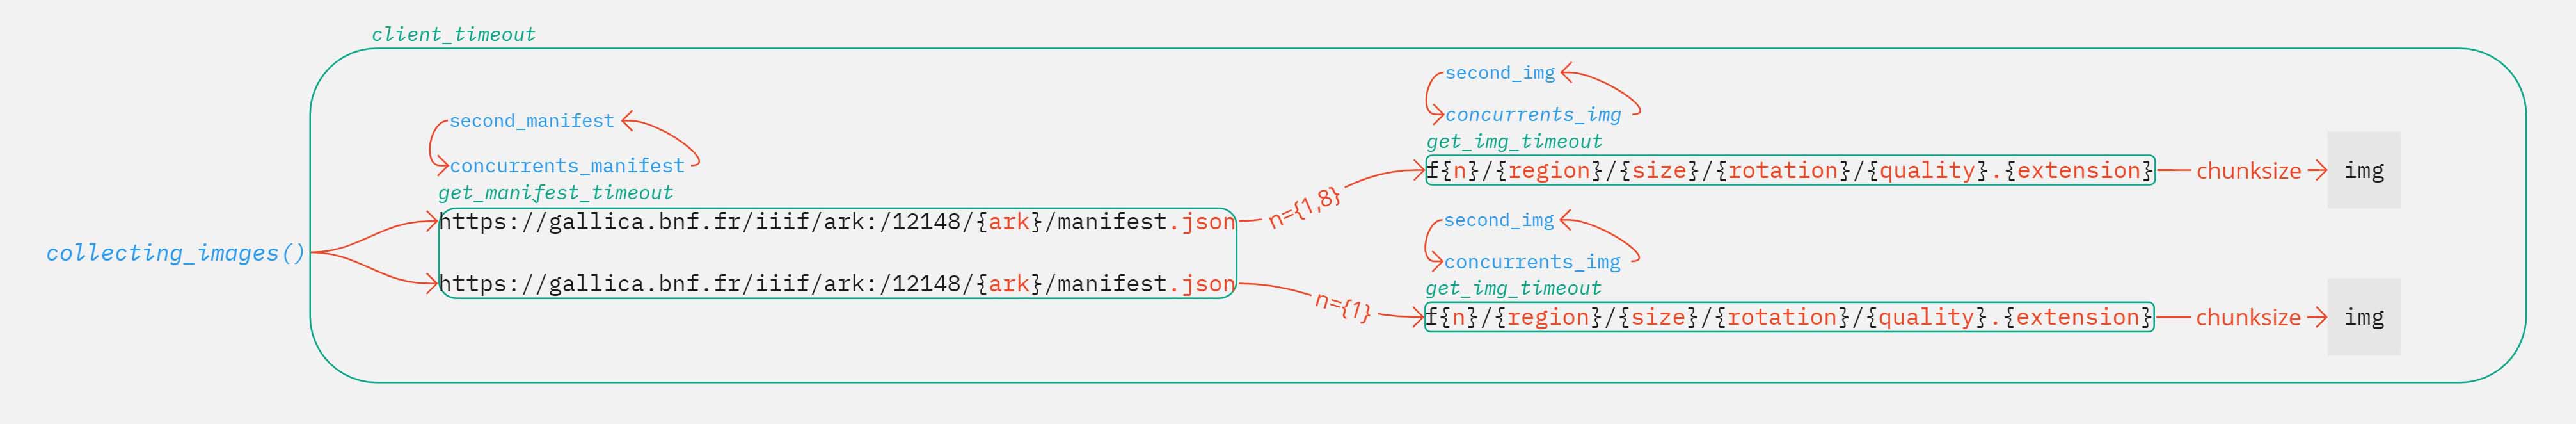 client_timeout
second_manifest
concurrents_manifest
get_manifest_timeout
collecting_images()
https://gallica.bnf.fr/iiif/ark:/12148/{ark}/manifest.json
https://gallica.bnf.fr/iiif/ark:/12148/{ark}/manifest.json
n={1,8}
second_img
concurrents_img
get_img_timeout
f{n}/{region}/{size}/{rotation}/{quality}.{extension}
chunksize
img
n={1}
second_img
concurrents_img
get_img_timeout
f{n}/{region}/{size}/{rotation}/{quality}.{extension}
chunksize
img